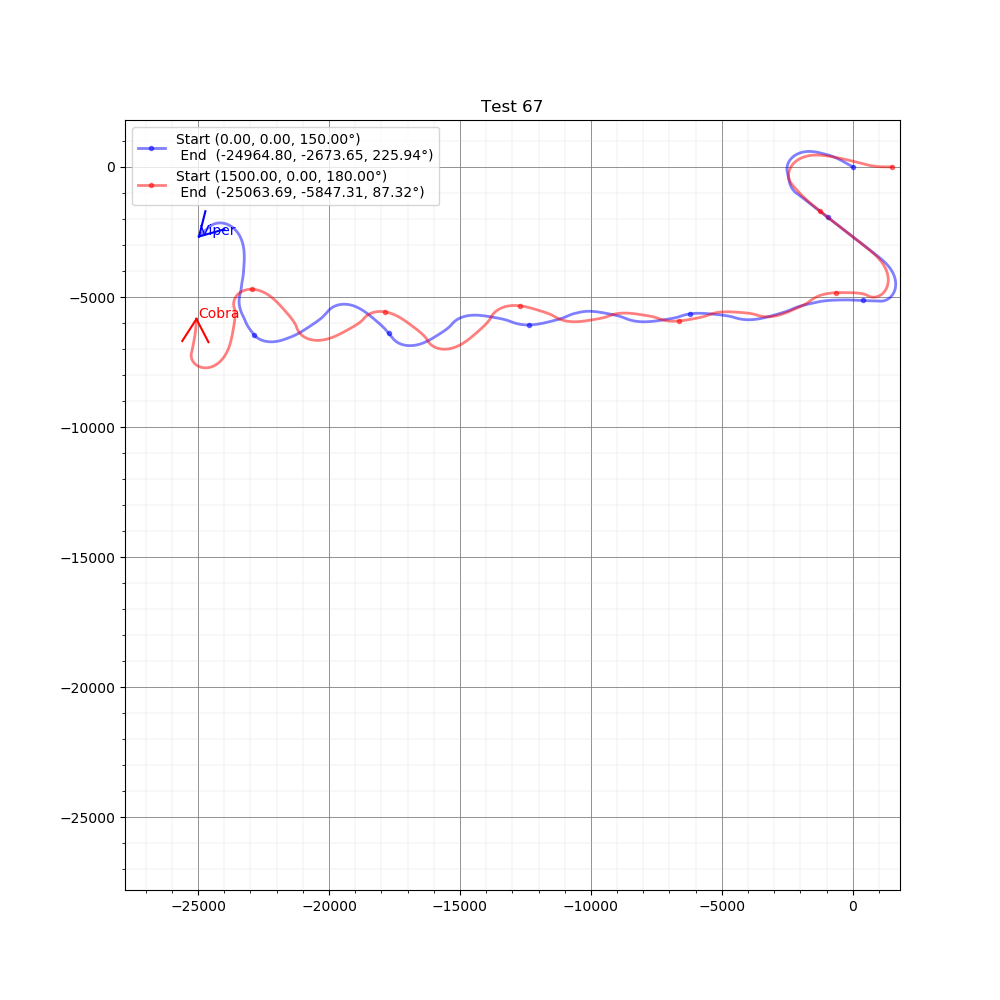 Test 67
Start (0.00, 0.00, 150.00°)
End (-24964.80, -2673.65, 225.94°)
Start (1500.00, 0.00, 180.00°)
End (-25063.69, -5847.31, 87.32°)
Viper
Cobra
0
−5000
−10000
−15000
−20000
−25000
−25000
−20000
−15000
−10000
−5000
0